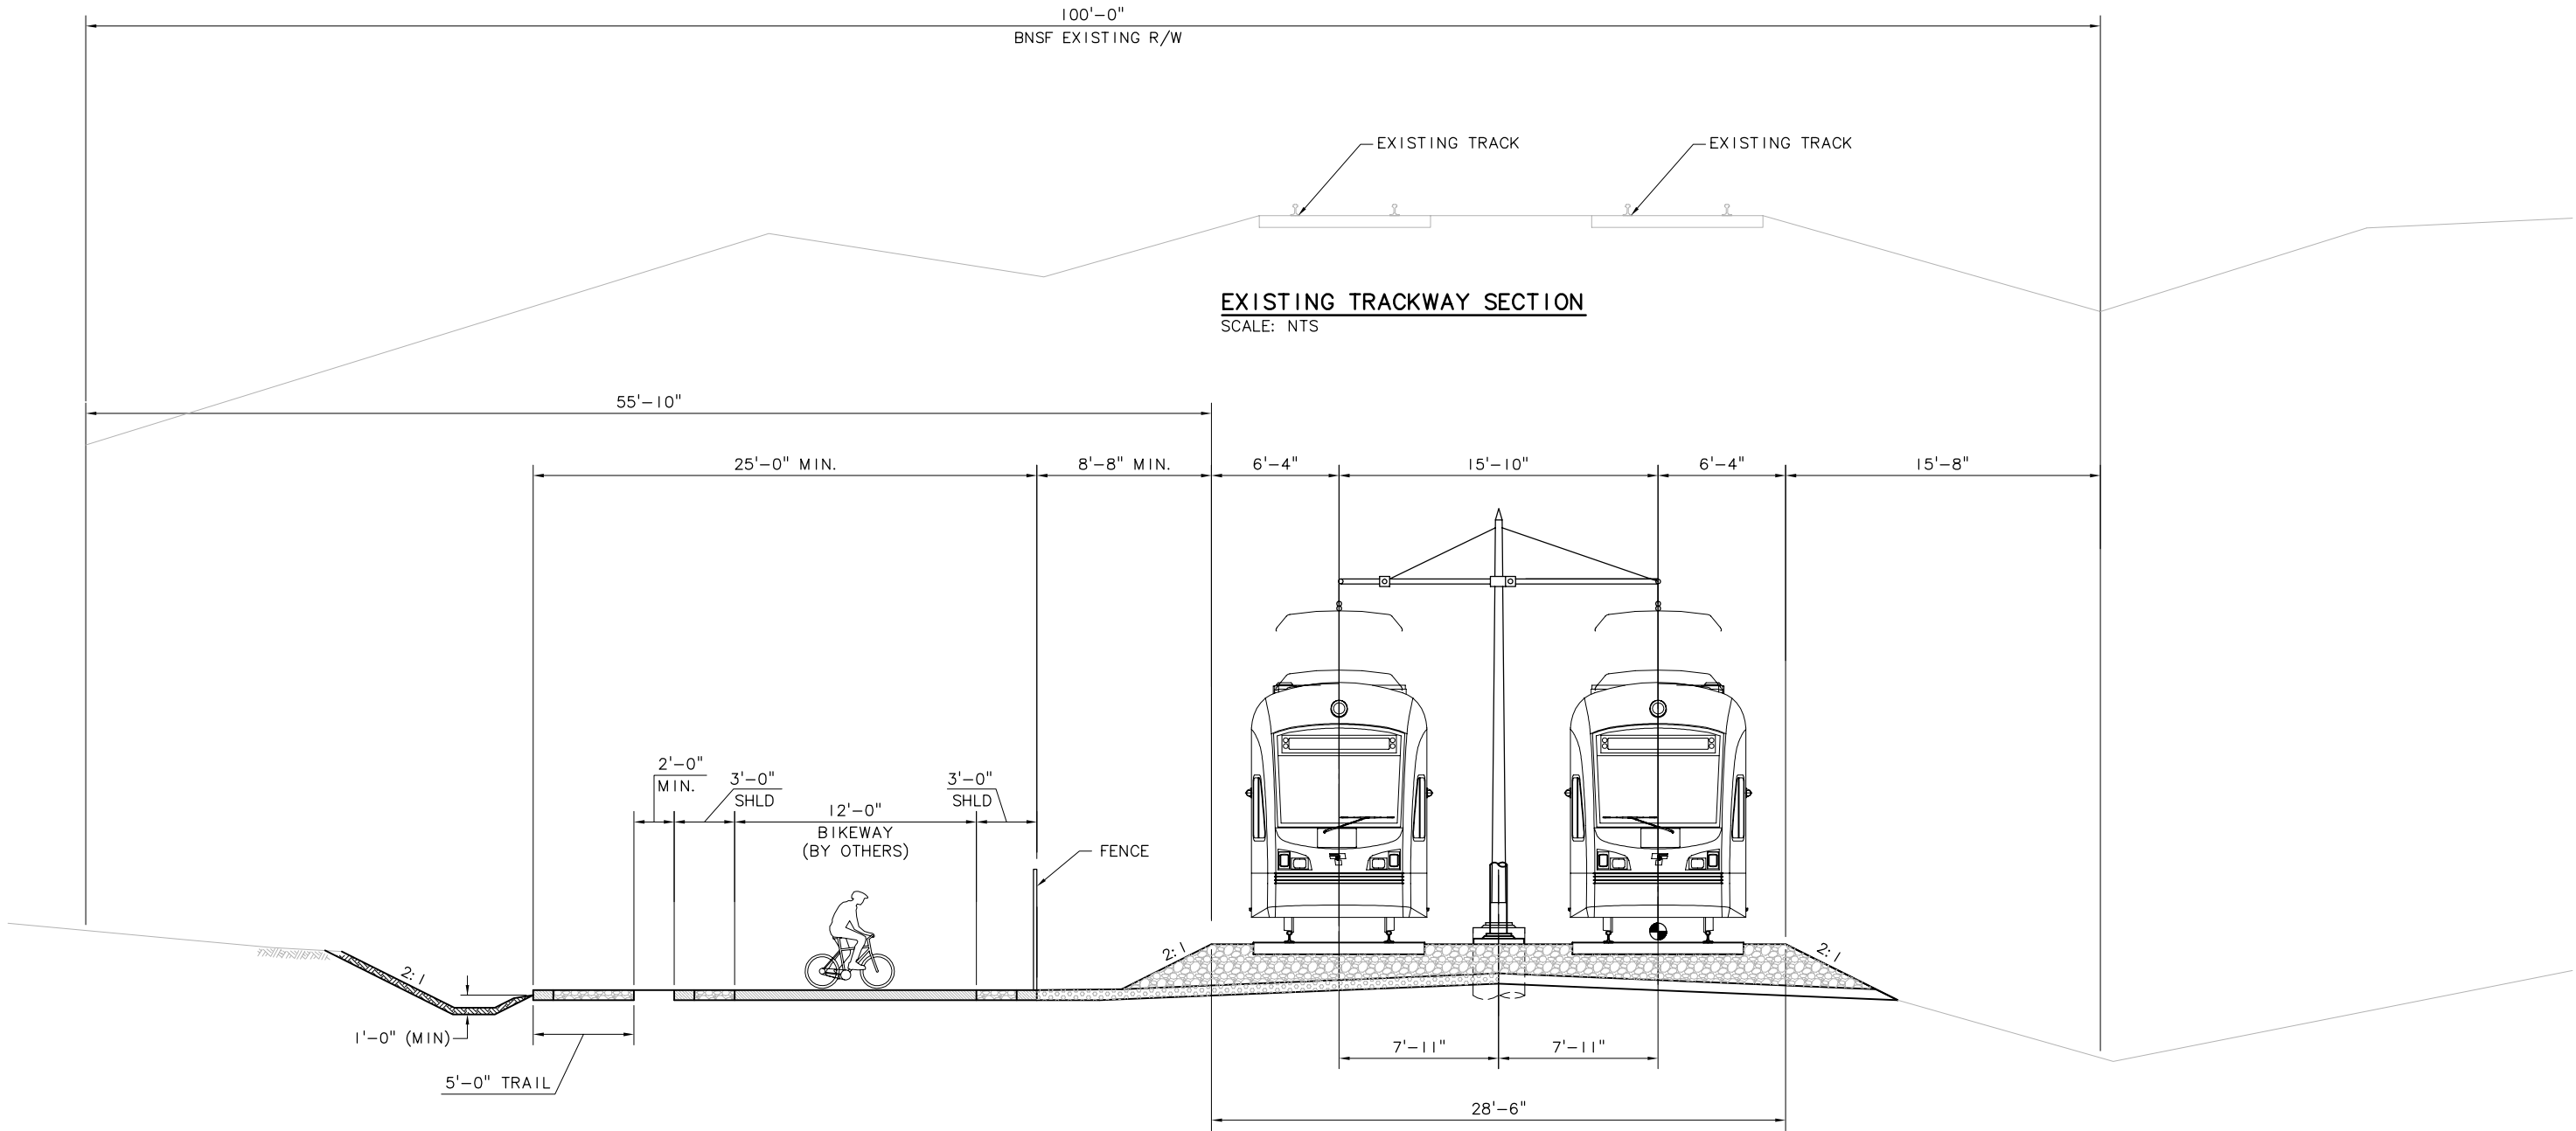 100'-0"
BNSF EXISTING R/W
EXISTING TRACK
EXISTING TRACK
EXISTING TRACKWAY SECTION
SCALE: NTS
55'-10"
25'-0" MIN.
8'-8" MIN.
6'-4"
15'-10"
6'-4"
15'-8"
2'-0"
MIN.
3'-0"
SHLD
12'-0"
BIKEWAY
(BY OTHERS)
3'-0"
SHLD
FENCE
2:1
2:1
2:1
1'-0" (MIN)
5'-0" TRAIL
7'-11"
7'-11"
28'-6"